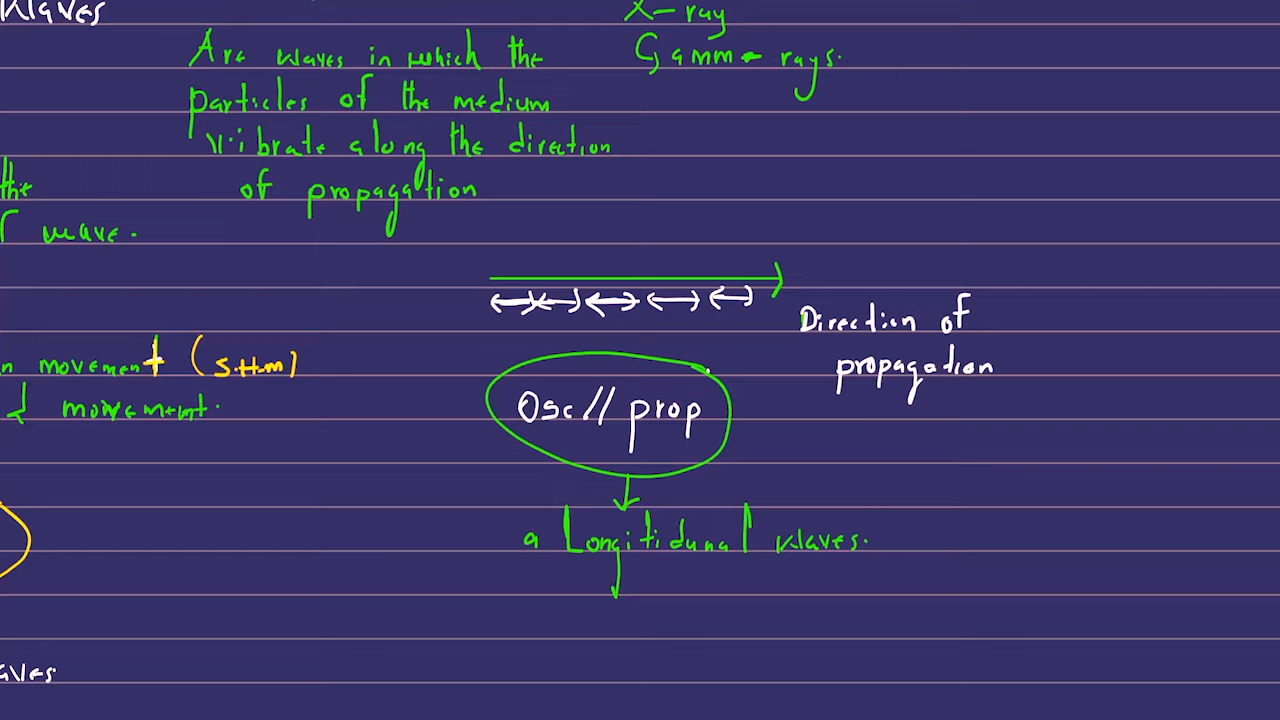 Waves
X-ray
Are waves in which the
Gamm- rays.
particles of the medium
vibrate along the direction
of propagation
the
f wave.
Direction of
propagation
n movement (S.H.m)
d movement.
Osc // prop
a Longitidunal waves.
aves